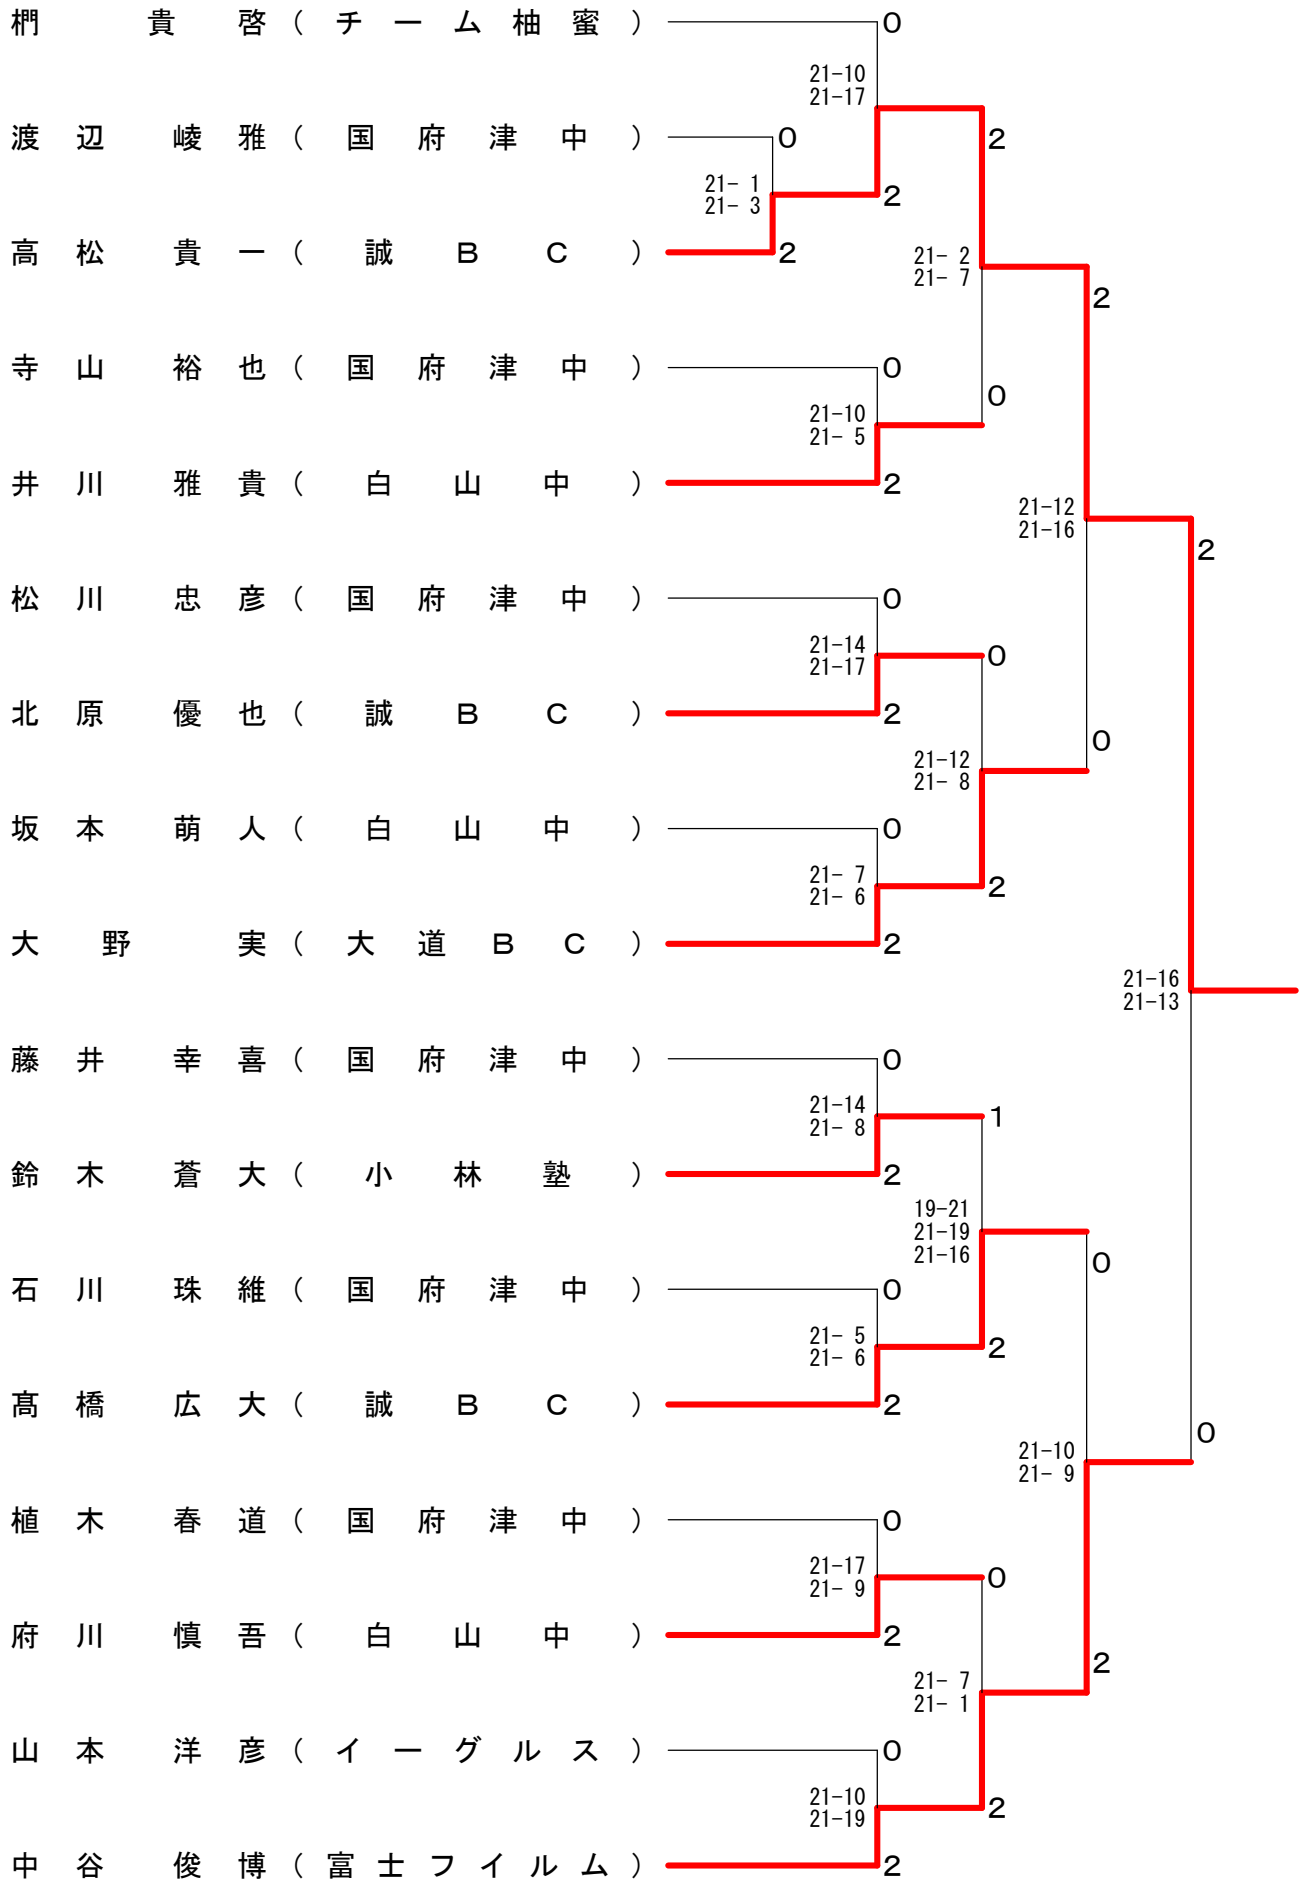 椚 貴 啓 ( チ ー ム 柚 蜜 ) 0
21-10
21-17
渡 辺 崚 雅 ( 国 府 津 中 ) 0 2
21- 1
21- 3
2
高 松 貴 一 ( 誠 B C ) 2
21- 2
21- 7
2
寺 山 裕 也 ( 国 府 津 中 ) 0
0
21-10
21- 5
井 川 雅 貴 ( 白 山 中 ) 2
21-12
21-16
2
松 川 忠 彦 ( 国 府 津 中 ) 0
21-14
21-17
0
北 原 優 也 ( 誠 B C ) 2
0
21-12
21- 8
坂 本 萌 人 ( 白 山 中 ) 0
21- 7
21- 6
2
大 野 実 ( 大 道 B C ) 2
21-16
21-13
藤 井 幸 喜 ( 国 府 津 中 ) 0
21-14
21- 8
1
鈴 木 蒼 大 ( 小 林 塾 ) 2
19-21
21-19
21-16
0
石 川 珠 維 ( 国 府 津 中 ) 0
21- 5
21- 6
2
髙 橋 広 大 ( 誠 B C ) 2
0
21-10
21- 9
植 木 春 道 ( 国 府 津 中 ) 0
21-17
21- 9
0
府 川 慎 吾 ( 白 山 中 ) 2
2
21- 7
21- 1
山 本 洋 彦 ( イ ー グ ル ス ) 0
21-10
21-19
2
中 谷 俊 博 ( 富 士 フ イ ル ム ) 2